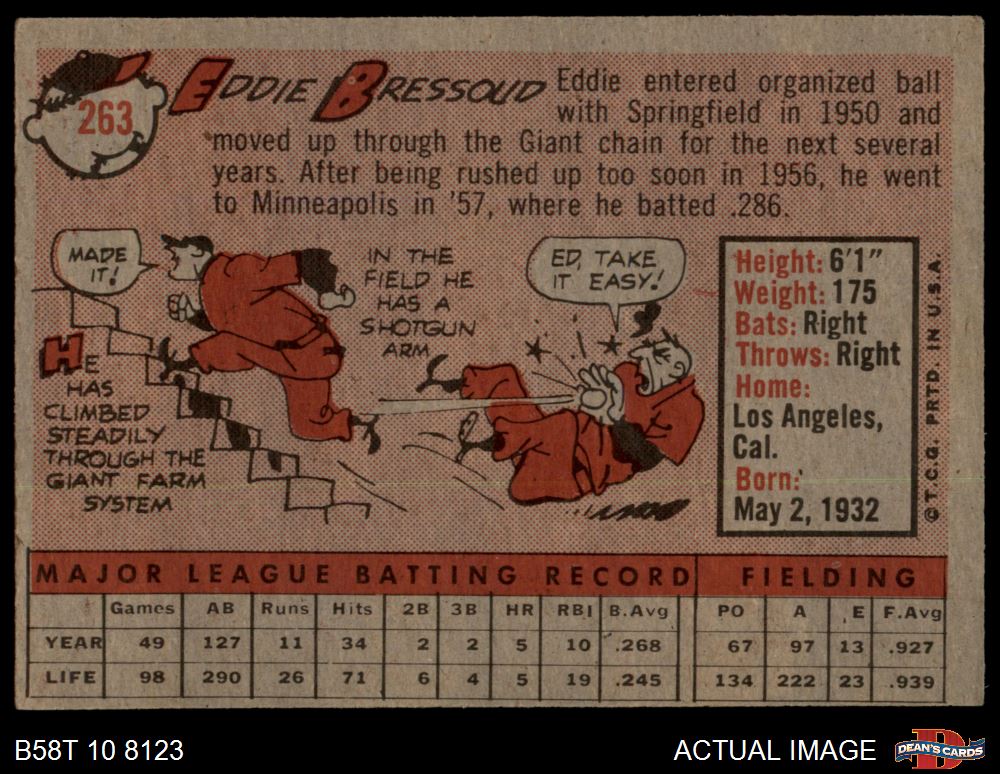 263
EDDIE BRESSOUD
Eddie entered organized ball
with Springfield in 1950 and
moved up through the Giant chain for the next several
years. After being rushed up too soon in 1956, he went
to Minneapolis in '57, where he batted .286.
MADE
IT!
HE
HAS
CLIMBED
STEADILY
THROUGH THE
GIANT FARM
SYSTEM
IN THE
FIELD HE
HAS A
SHOTGUN
ARM
ED, TAKE
IT EASY!
Height: 6'1"
Weight: 175
Bats: Right
Throws: Right
Home:
Los Angeles,
Cal.
Born:
May 2, 1932
© T.C.G. PRTD. IN U.S.A.
MAJOR LEAGUE BATTING RECORD FIELDING
Games AB Runs Hits 2B 3B HR RBI B.Avg PO A E F.Avg
YEAR 49 127 11 34 2 2 5 10 .268 67 97 13 .927
LIFE 98 290 26 71 6 4 5 19 .245 134 222 23 .939
B58T 10 8123
ACTUAL IMAGE
D
DEAN'S CARDS